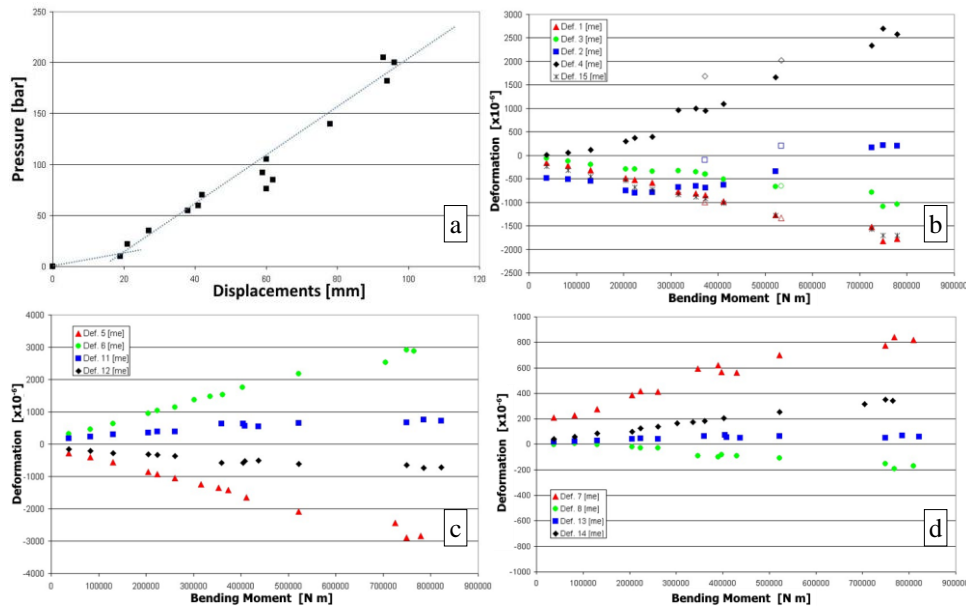 250
200
150
100
50
0
Pressure [bar]
0 20 40 60 80 100 120
Displacements [mm]
a
3000
2500
2000
1500
1000
500
0
-500
-1000
-1500
-2000
-2500
Deformation [x10⁻⁶]
Def. 1 [me]
Def. 3 [me]
Def. 2 [me]
Def. 4 [me]
Def. 15 [me]
0 100000 200000 300000 400000 500000 600000 700000 800000 900000
Bending Moment [N m]
b
4000
3000
2000
1000
0
-1000
-2000
-3000
-4000
Deformation [x10⁻⁶]
Def. 5 [me]
Def. 6 [me]
Def. 11 [me]
Def. 12 [me]
0 100000 200000 300000 400000 500000 600000 700000 800000 900000
Bending Moment [N m]
c
1000
800
600
400
200
0
-200
-400
-600
-800
-1000
Deformation [x10⁻⁶]
Def. 7 [me]
Def. 8 [me]
Def. 13 [me]
Def. 14 [me]
0 100000 200000 300000 400000 500000 600000 700000 800000 900000
Bending Moment [N m]
d